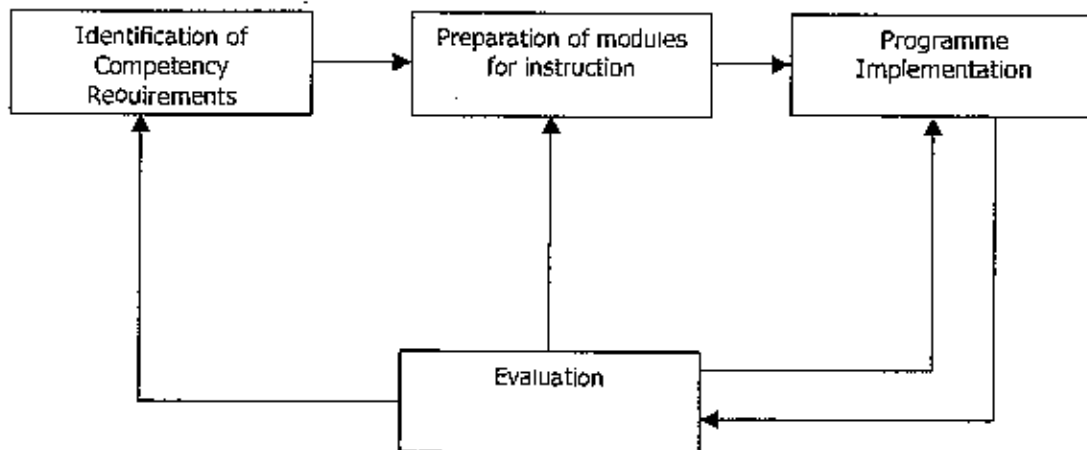 Identification of
Competency
Requirements
Preparation of modules
for instruction
Programme
Implementation
Evaluation